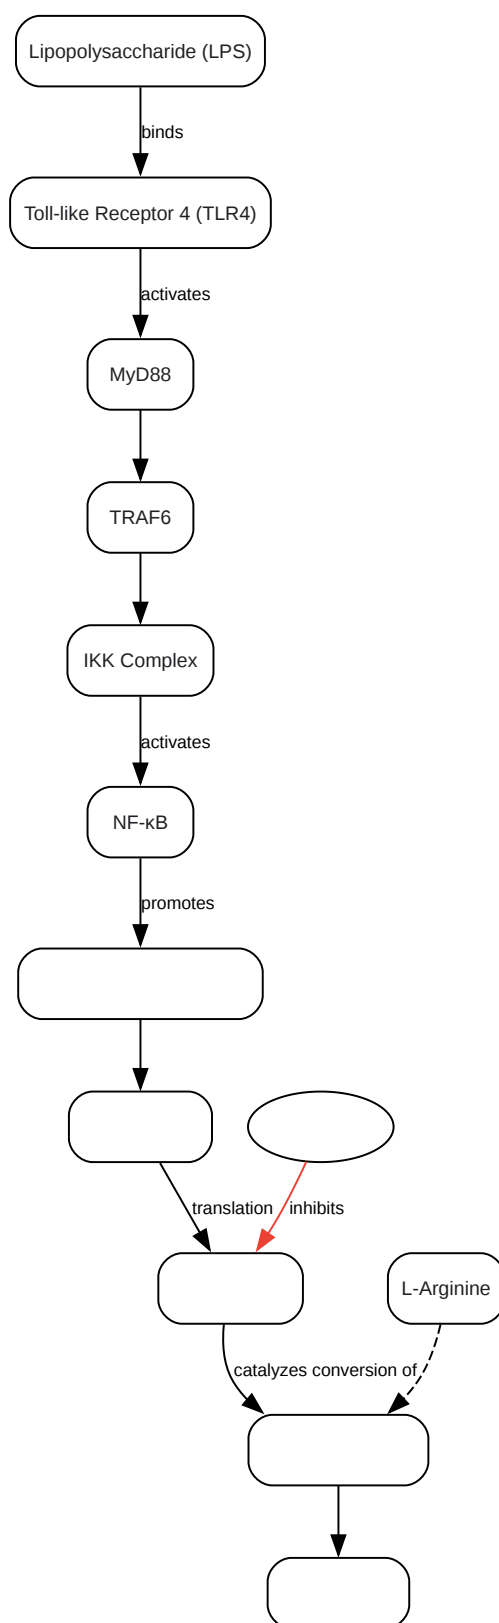 Lipopolysaccharide (LPS)
binds
Toll-like Receptor 4 (TLR4)
activates
MyD88
TRAF6
IKK Complex
activates
NF-κB
promotes
translation
inhibits
L-Arginine
catalyzes conversion of